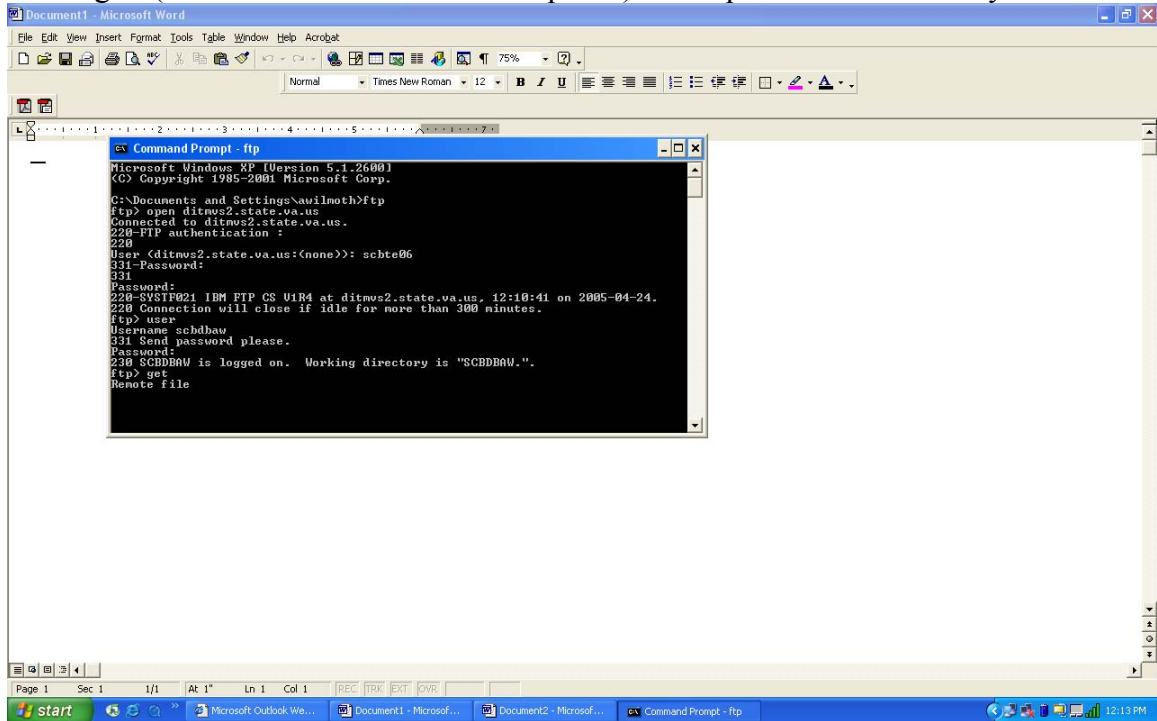 Document1 - Microsoft Word
File Edit View Insert Format Tools Table Window Help Acrobat
75%
Normal Times New Roman 12 B I U A
1 2 3 4 5 7
Command Prompt - ftp
Microsoft Windows XP [Version 5.1.2600]
(C) Copyright 1985-2001 Microsoft Corp.
C:\Documents and Settings\awilmoth>ftp
ftp> open ditmvs2.state.va.us
Connected to ditmvs2.state.va.us.
220-FTP authentication :
220
User (ditmvs2.state.va.us:(none)): scbte06
331-Password:
331
Password:
220-SYSTF021 IBM FTP CS V1R4 at ditmvs2.state.va.us, 12:10:41 on 2005-04-24.
220 Connection will close if idle for more than 300 minutes.
ftp> user
Username scbdbaw
331 Send password please.
Password:
230 SCBDBAW is logged on. Working directory is "SCBDBAW.".
ftp> get
Remote file
Page 1 Sec 1 1/1 At 1" Ln 1 Col 1 REC TRK EXT OVR
start Microsoft Outlook We... Document1 - Microsof... Document2 - Microsof... Command Prompt - ftp 12:13 PM